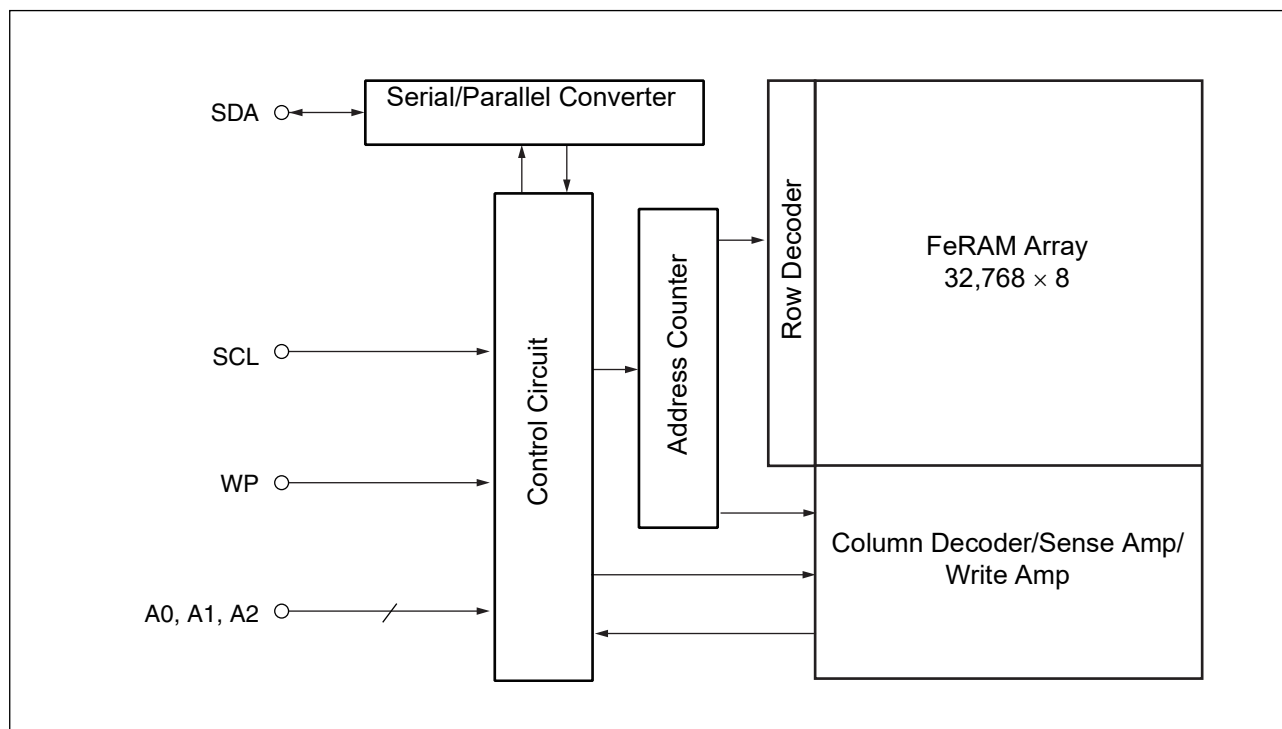 Serial/Parallel Converter
SDA
Row Decoder
FeRAM Array
32,768 × 8
Address Counter
Control Circuit
SCL
WP
Column Decoder/Sense Amp/
Write Amp
A0, A1, A2